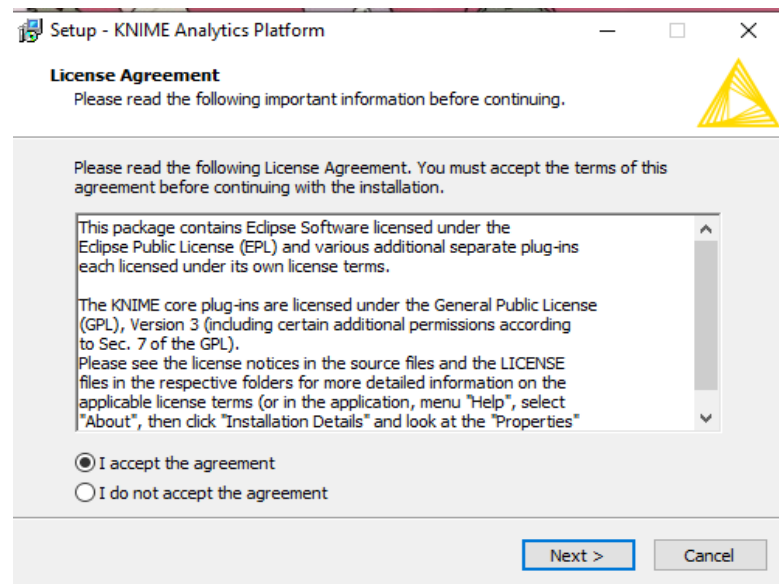 Setup - KNIME Analytics Platform
License Agreement
Please read the following important information before continuing.
Please read the following License Agreement. You must accept the terms of this
agreement before continuing with the installation.
This package contains Eclipse Software licensed under the
Eclipse Public License (EPL) and various additional separate plug-ins
each licensed under its own license terms.
The KNIME core plug-ins are licensed under the General Public License
(GPL), Version 3 (including certain additional permissions according
to Sec. 7 of the GPL).
Please see the license notices in the source files and the LICENSE
files in the respective folders for more detailed information on the
applicable license terms (or in the application, menu "Help", select
"About", then click "Installation Details" and look at the "Properties"
I accept the agreement
I do not accept the agreement
Next >
Cancel